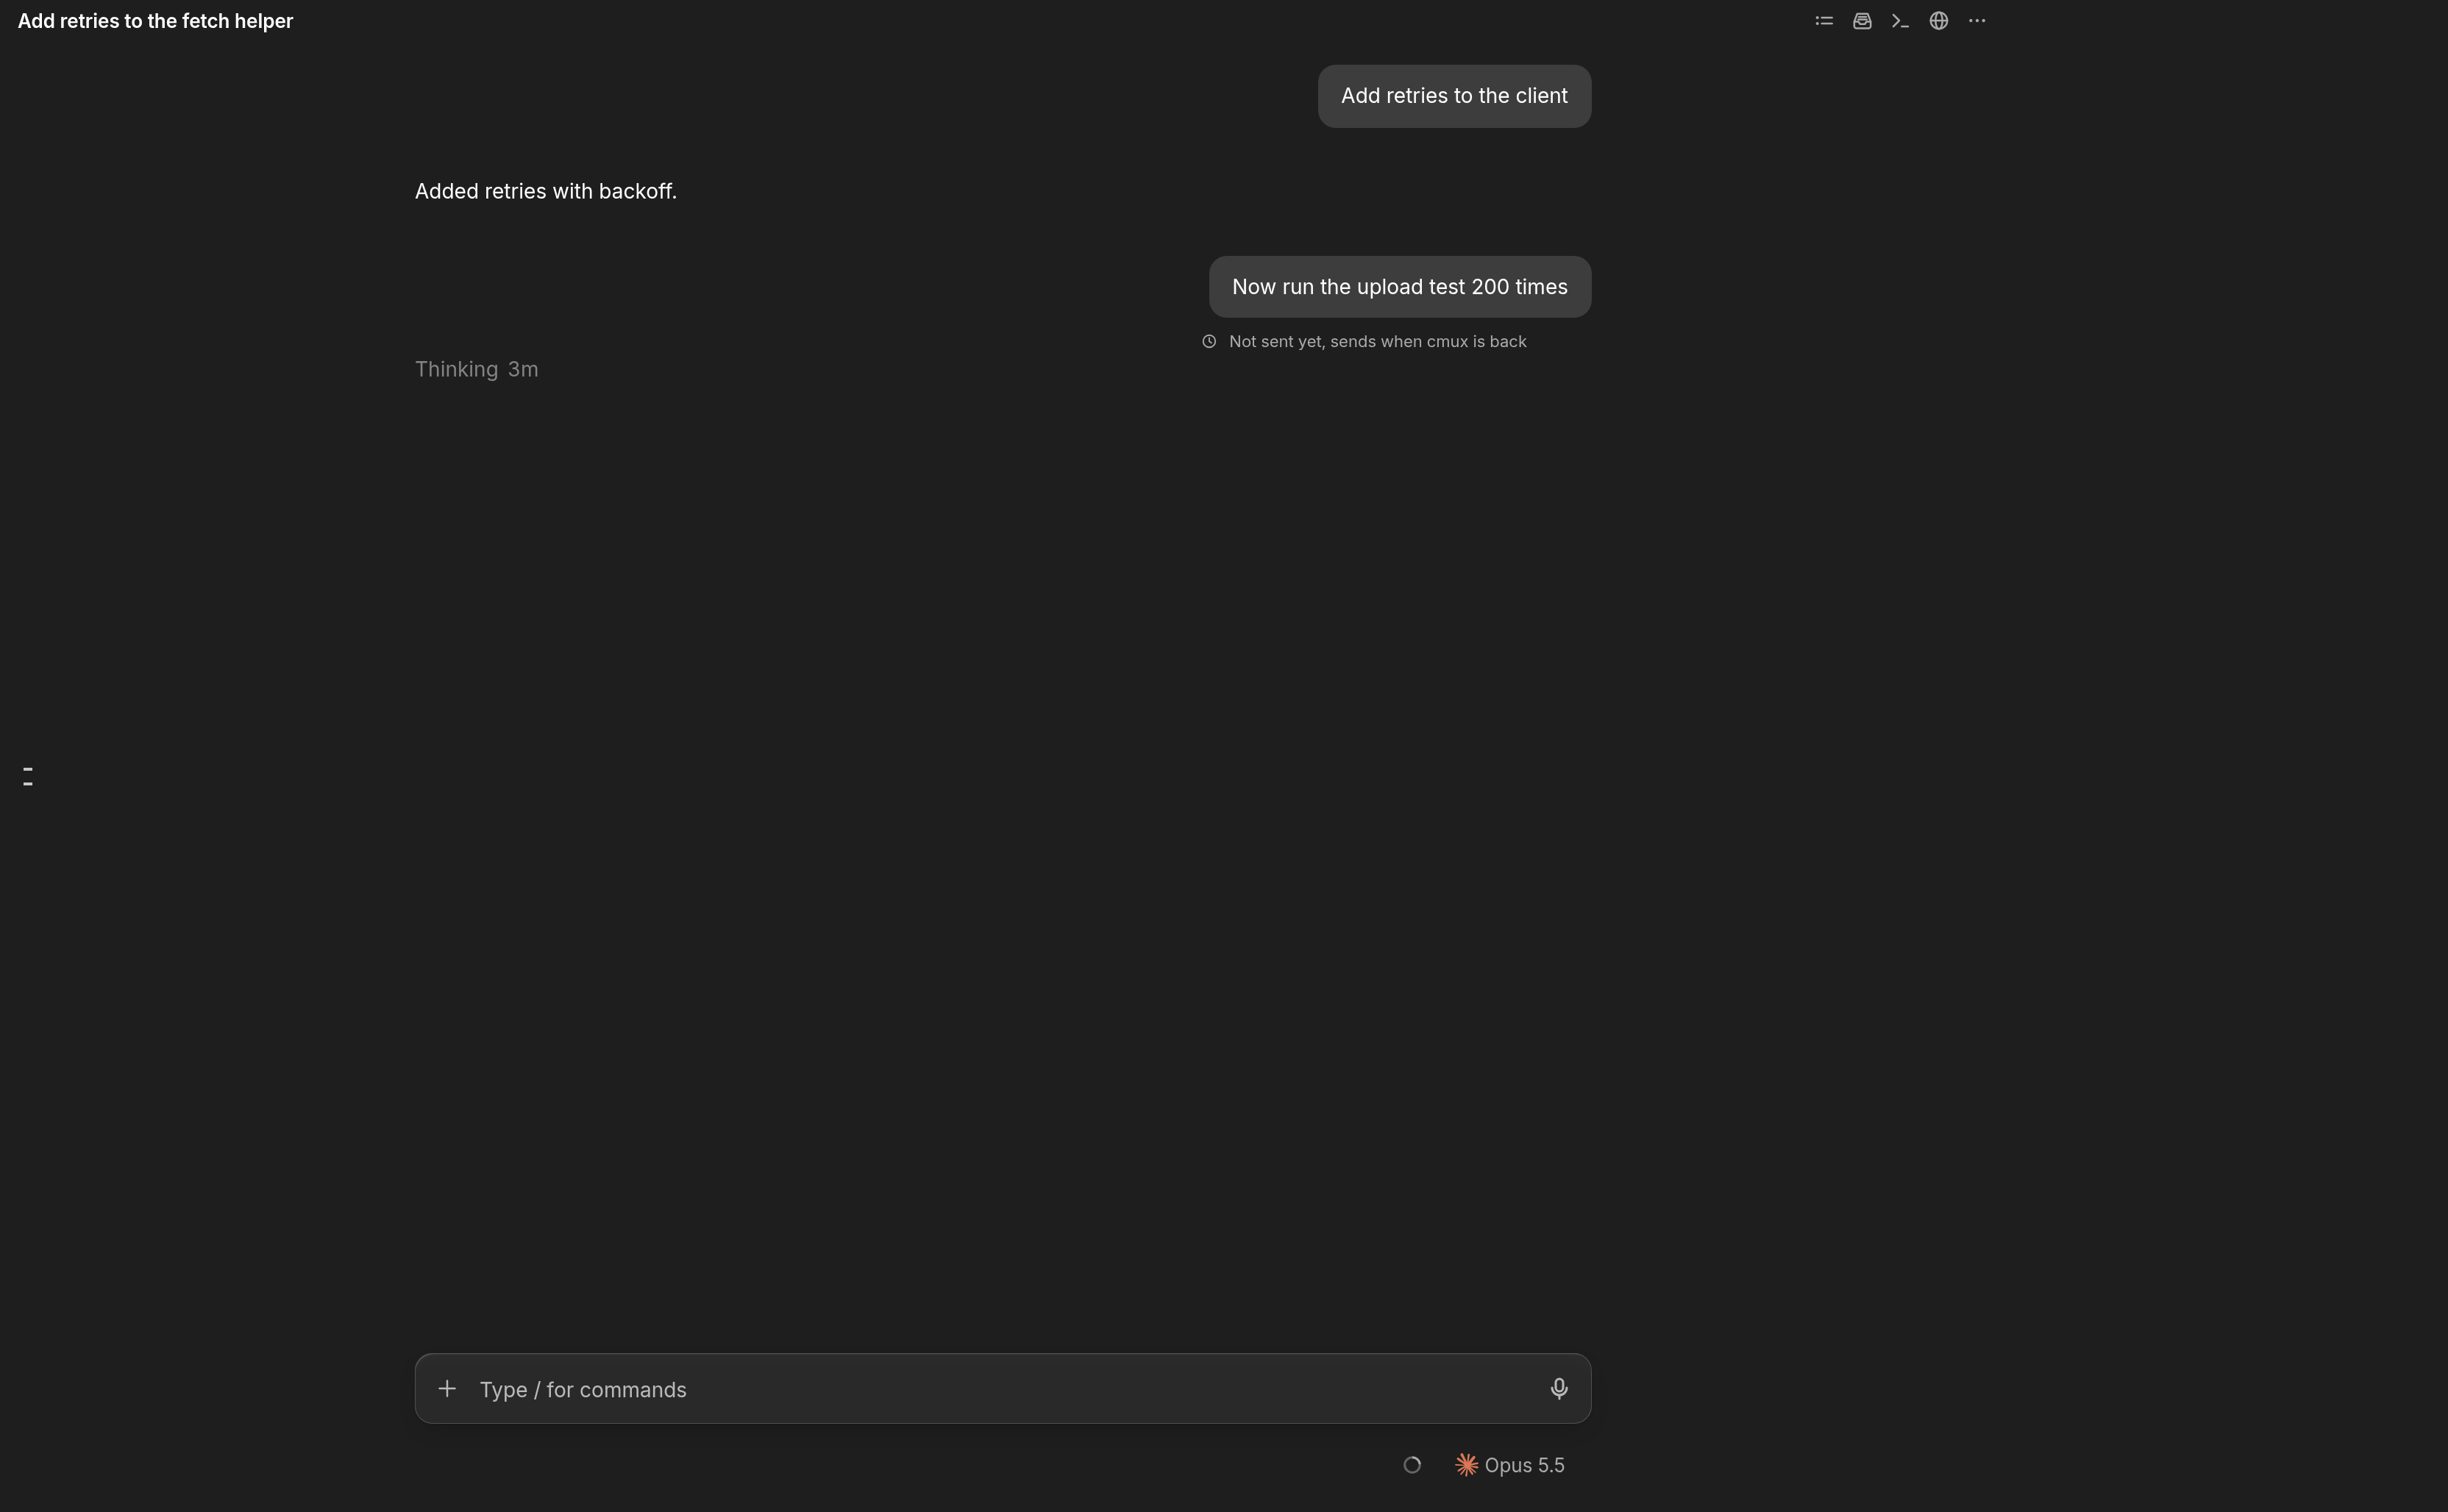 Add retries to the fetch helper
Add retries to the client
Added retries with backoff.
Now run the upload test 200 times
Not sent yet, sends when cmux is back
Thinking 3m
Type / for commands
Opus 5.5